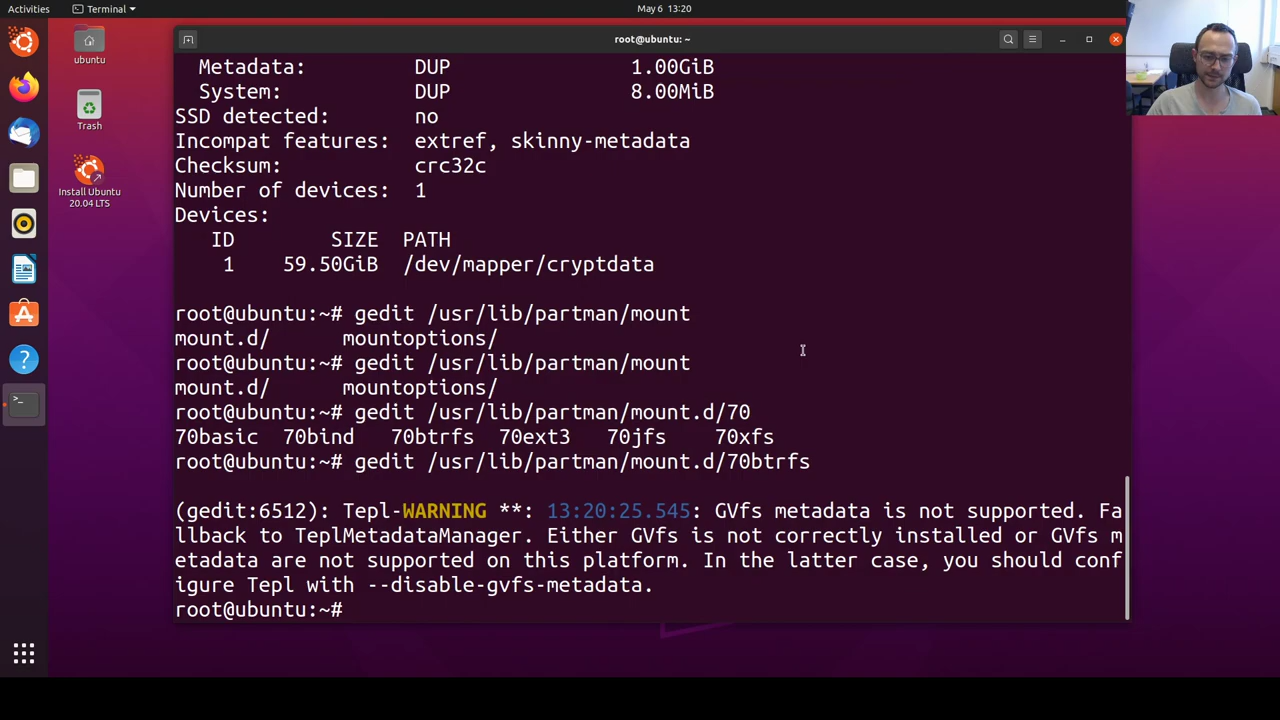 Activities
Terminal
May 6 13:20
root@ubuntu: ~
ubuntu
Trash
Install Ubuntu
20.04 LTS
Metadata: DUP 1.00GiB
System: DUP 8.00MiB
SSD detected: no
Incompat features: extref, skinny-metadata
Checksum: crc32c
Number of devices: 1
Devices:
ID SIZE PATH
1 59.50GiB /dev/mapper/cryptdata
root@ubuntu:~# gedit /usr/lib/partman/mount
mount.d/ mountoptions/
root@ubuntu:~# gedit /usr/lib/partman/mount
mount.d/ mountoptions/
root@ubuntu:~# gedit /usr/lib/partman/mount.d/70
70basic 70bind 70btrfs 70ext3 70jfs 70xfs
root@ubuntu:~# gedit /usr/lib/partman/mount.d/70btrfs
(gedit:6512): Tepl-WARNING **: 13:20:25.545: GVfs metadata is not supported. Fa
llback to TeplMetadataManager. Either GVfs is not correctly installed or GVfs m
etadata are not supported on this platform. In the latter case, you should conf
igure Tepl with --disable-gvfs-metadata.
root@ubuntu:~#